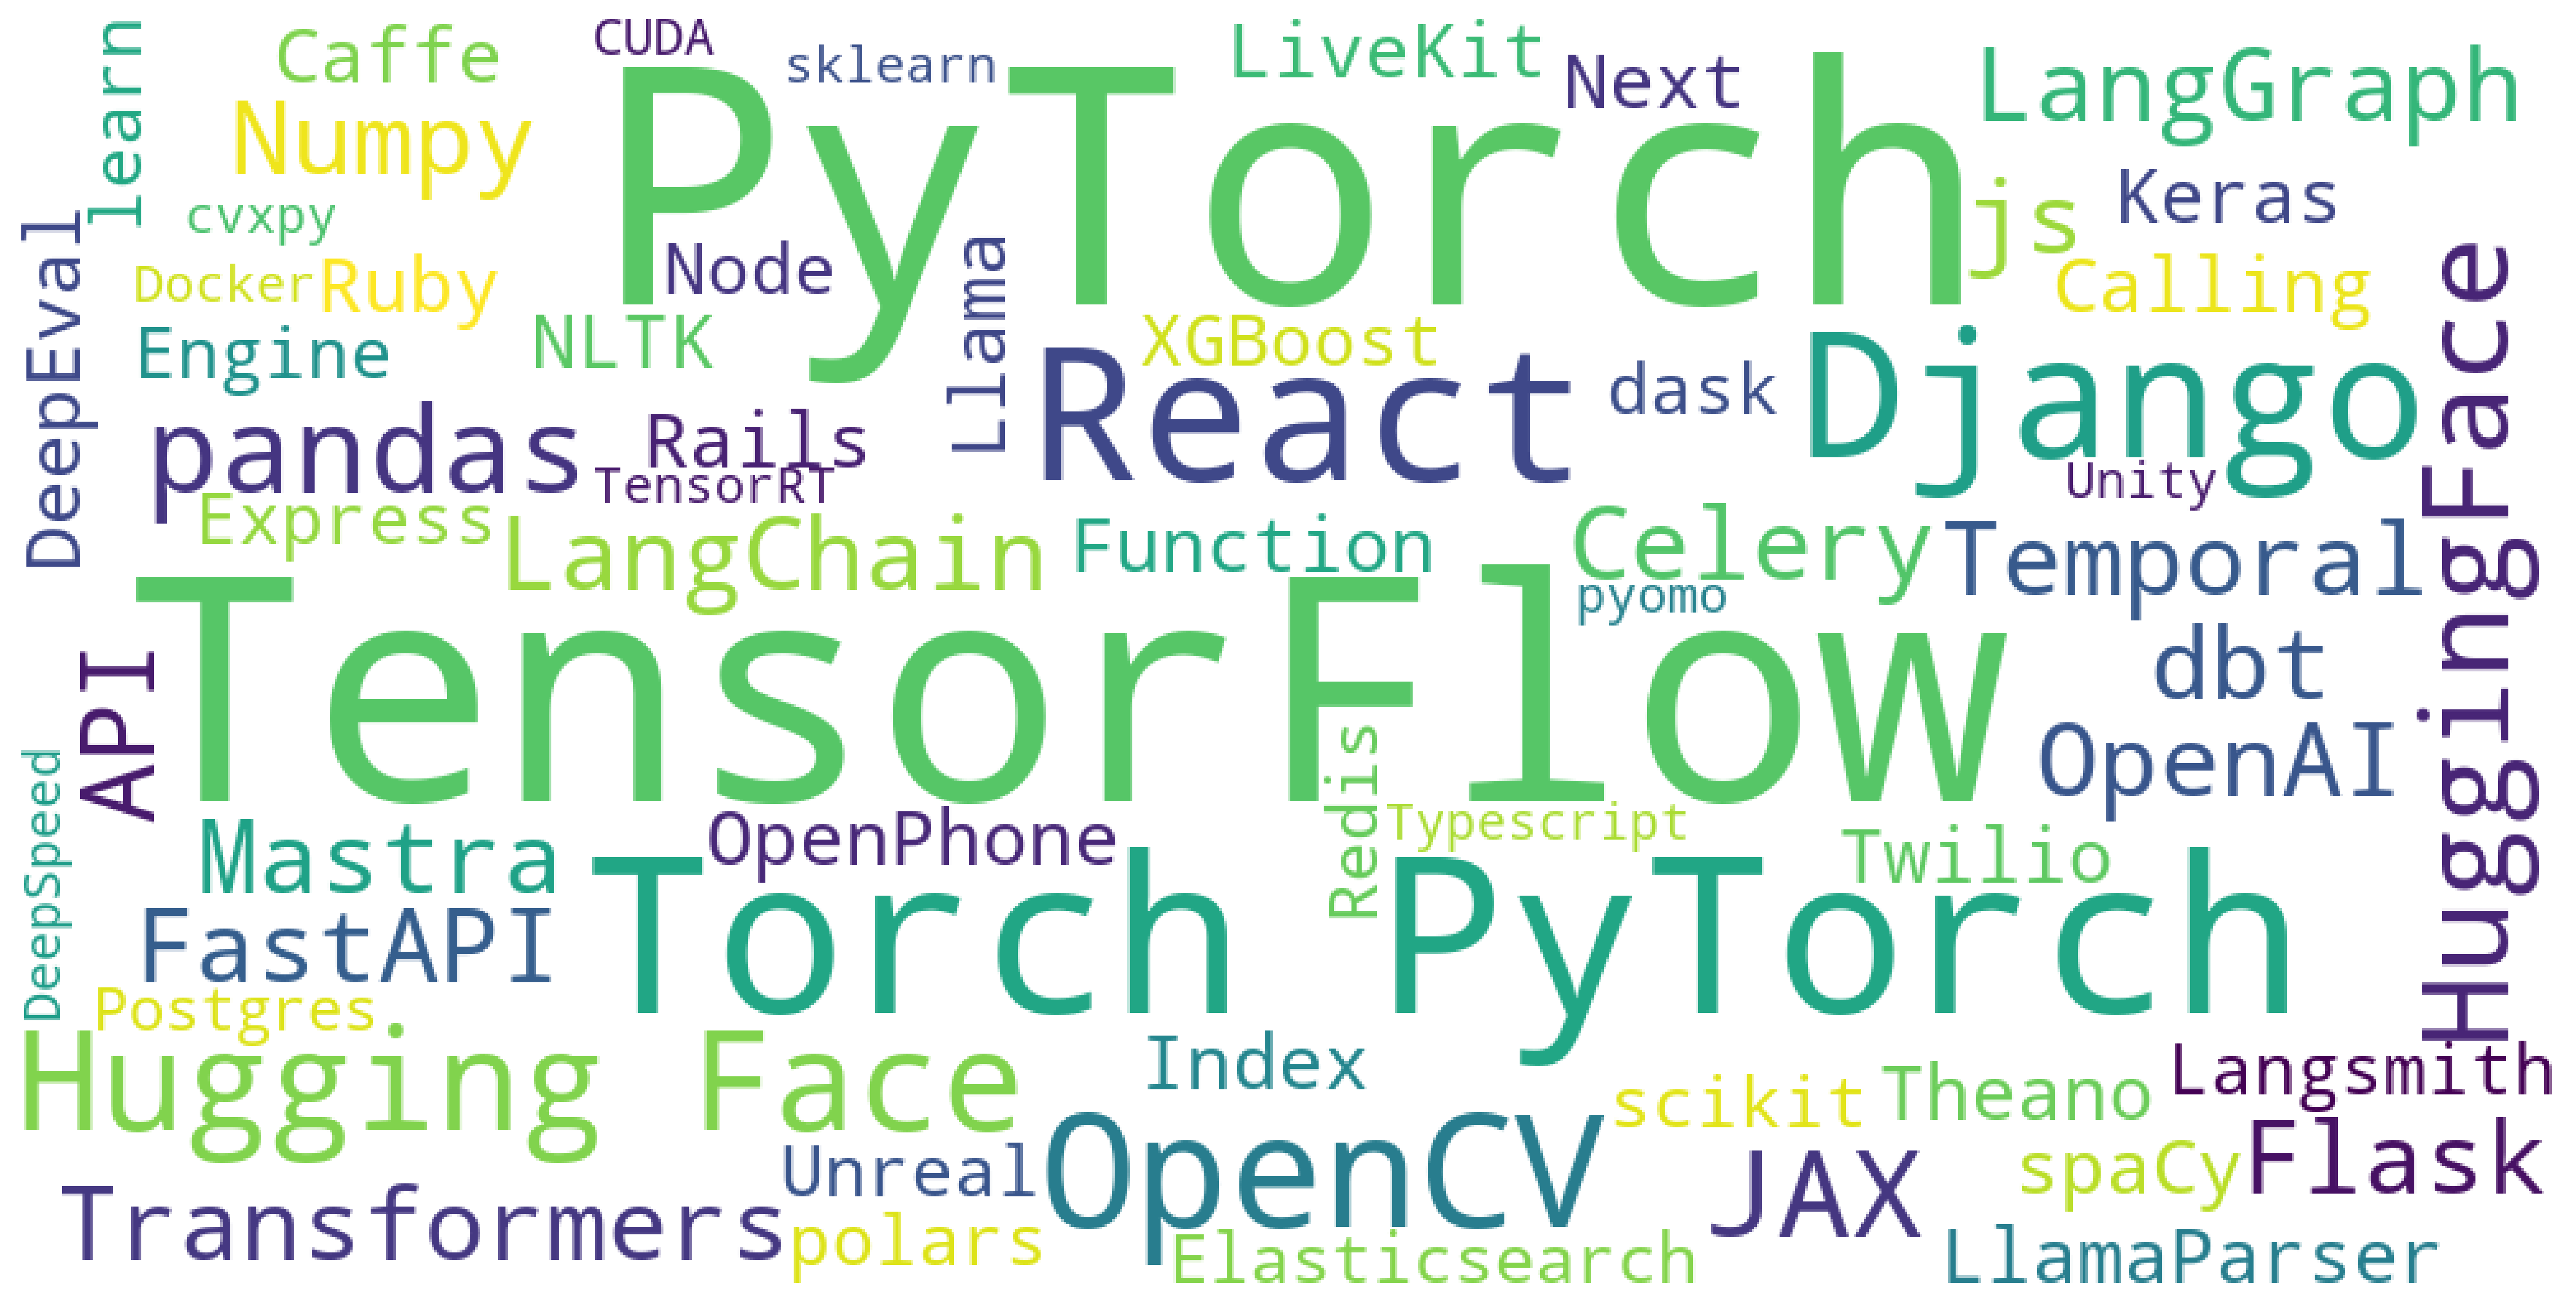 CUDA
PyTorch
LiveKit
Caffe
learn
sklearn
Next
LangGraph
Numpy
js
Keras
cvxpy
Node
Llama
Calling
DeepEval
Docker
Ruby
NLTK
XGBoost
HuggingFace
Engine
React
dask
Django
pandas
Rails
TensorRT
Unity
Express
LangChain
Function
Celery
Temporal
pyomo
TensorFlow
dbt
API
OpenAI
Redis
DeepSpeed
Mastra
OpenPhone
Typescript
Twilio
FastAPI
Torch PyTorch
Postgres
Hugging Face
Index
scikit
Theano
Langsmith
Unreal
OpenCV
JAX
spaCy
Flask
Transformers
polars
Elasticsearch
LlamaParser